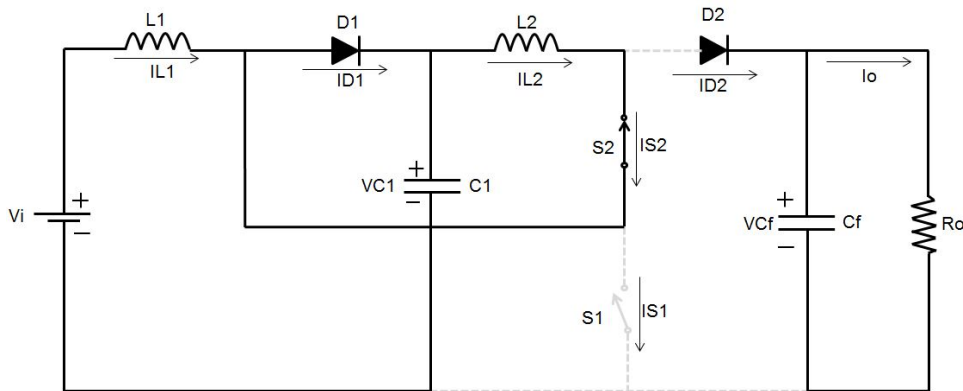 L1
D1
L2
D2
IL1
ID1
IL2
ID2
Io
S2
IS2
+
VC1
C1
−
+
Vi
−
+
VCf
Cf
−
Ro
S1
IS1